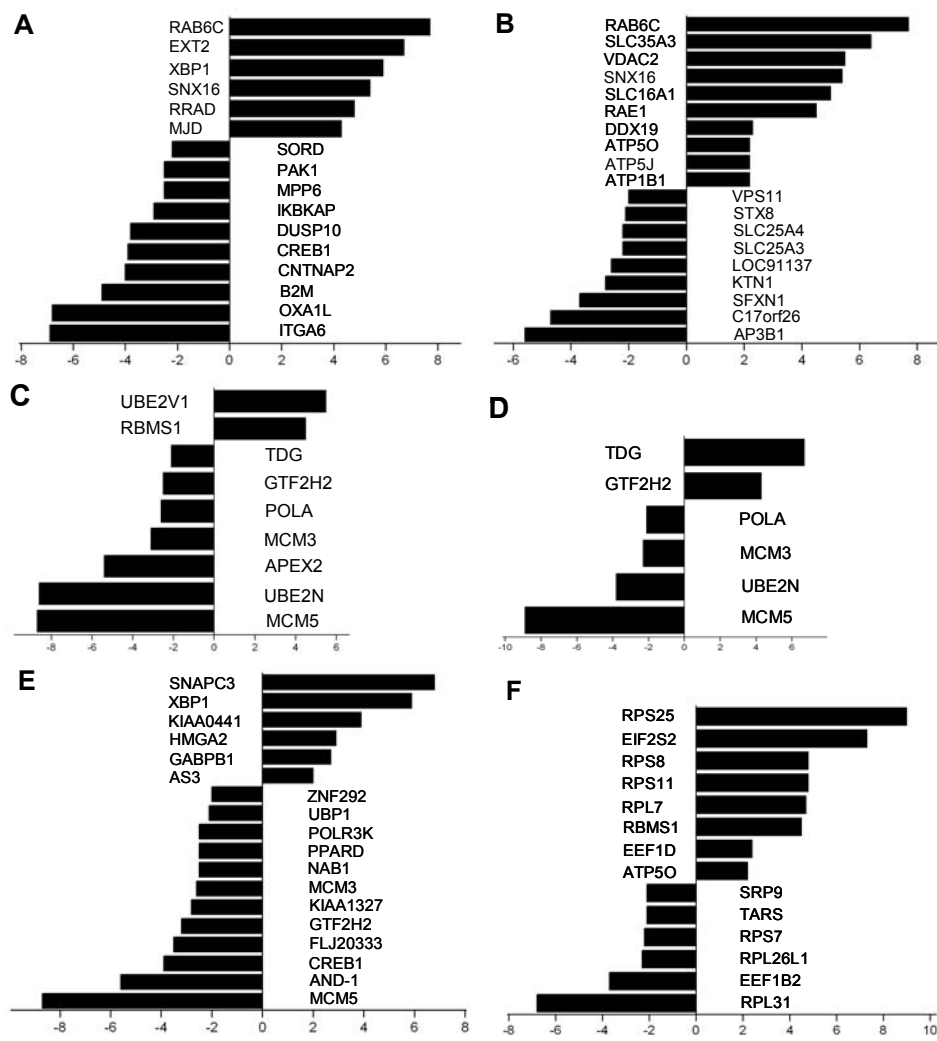 A
RAB6C
EXT2
XBP1
SNX16
RRAD
MJD
SORD
PAK1
MPP6
IKBKAP
DUSP10
CREB1
CNTNAP2
B2M
OXA1L
ITGA6
-8 -6 -4 -2 0 2 4 6 8
B
RAB6C
SLC35A3
VDAC2
SNX16
SLC16A1
RAE1
DDX19
ATP5O
ATP5J
ATP1B1
VPS11
STX8
SLC25A4
SLC25A3
LOC91137
KTN1
SFXN1
C17orf26
AP3B1
-6 -4 -2 0 2 4 6 8
C
UBE2V1
RBMS1
TDG
GTF2H2
POLA
MCM3
APEX2
UBE2N
MCM5
-8 -6 -4 -2 0 2 4 6
D
TDG
GTF2H2
POLA
MCM3
UBE2N
MCM5
-10 -8 -6 -4 -2 0 2 4 6
E
SNAPC3
XBP1
KIAA0441
HMGA2
GABPB1
AS3
ZNF292
UBP1
POLR3K
PPARD
NAB1
MCM3
KIAA1327
GTF2H2
FLJ20333
CREB1
AND-1
MCM5
-8 -6 -4 -2 0 2 4 6 8
F
RPS25
EIF2S2
RPS8
RPS11
RPL7
RBMS1
EEF1D
ATP5O
SRP9
TARS
RPS7
RPL26L1
EEF1B2
RPL31
-8 -6 -4 -2 0 2 4 6 8 10